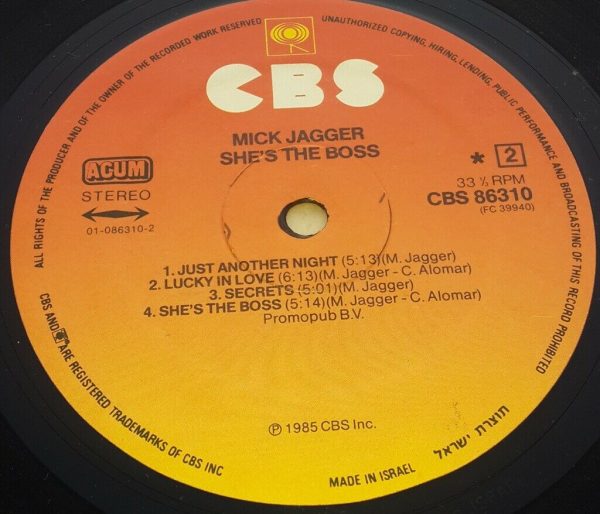 ALL RIGHTS OF THE PRODUCER AND OF THE OWNER OF THE RECORDED WORK RESERVED
UNAUTHORIZED COPYING, HIRING, LENDING, PUBLIC PERFORMANCE AND BROADCASTING OF THIS RECORD PROHIBITED
CBS
MICK JAGGER
SHE'S THE BOSS
ACUM
STEREO
01-086310-2
* 2
33 ⅓ RPM
CBS 86310
(FC 39940)
1. JUST ANOTHER NIGHT (5:13)(M. Jagger)
2. LUCKY IN LOVE (6:13)(M. Jagger - C. Alomar)
3. SECRETS (5:01)(M. Jagger)
4. SHE'S THE BOSS (5:14)(M. Jagger - C. Alomar)
Promopub B.V.
℗ 1985 CBS Inc.
CBS AND ARE REGISTERED TRADEMARKS OF CBS INC
MADE IN ISRAEL
תוצרת ישראל